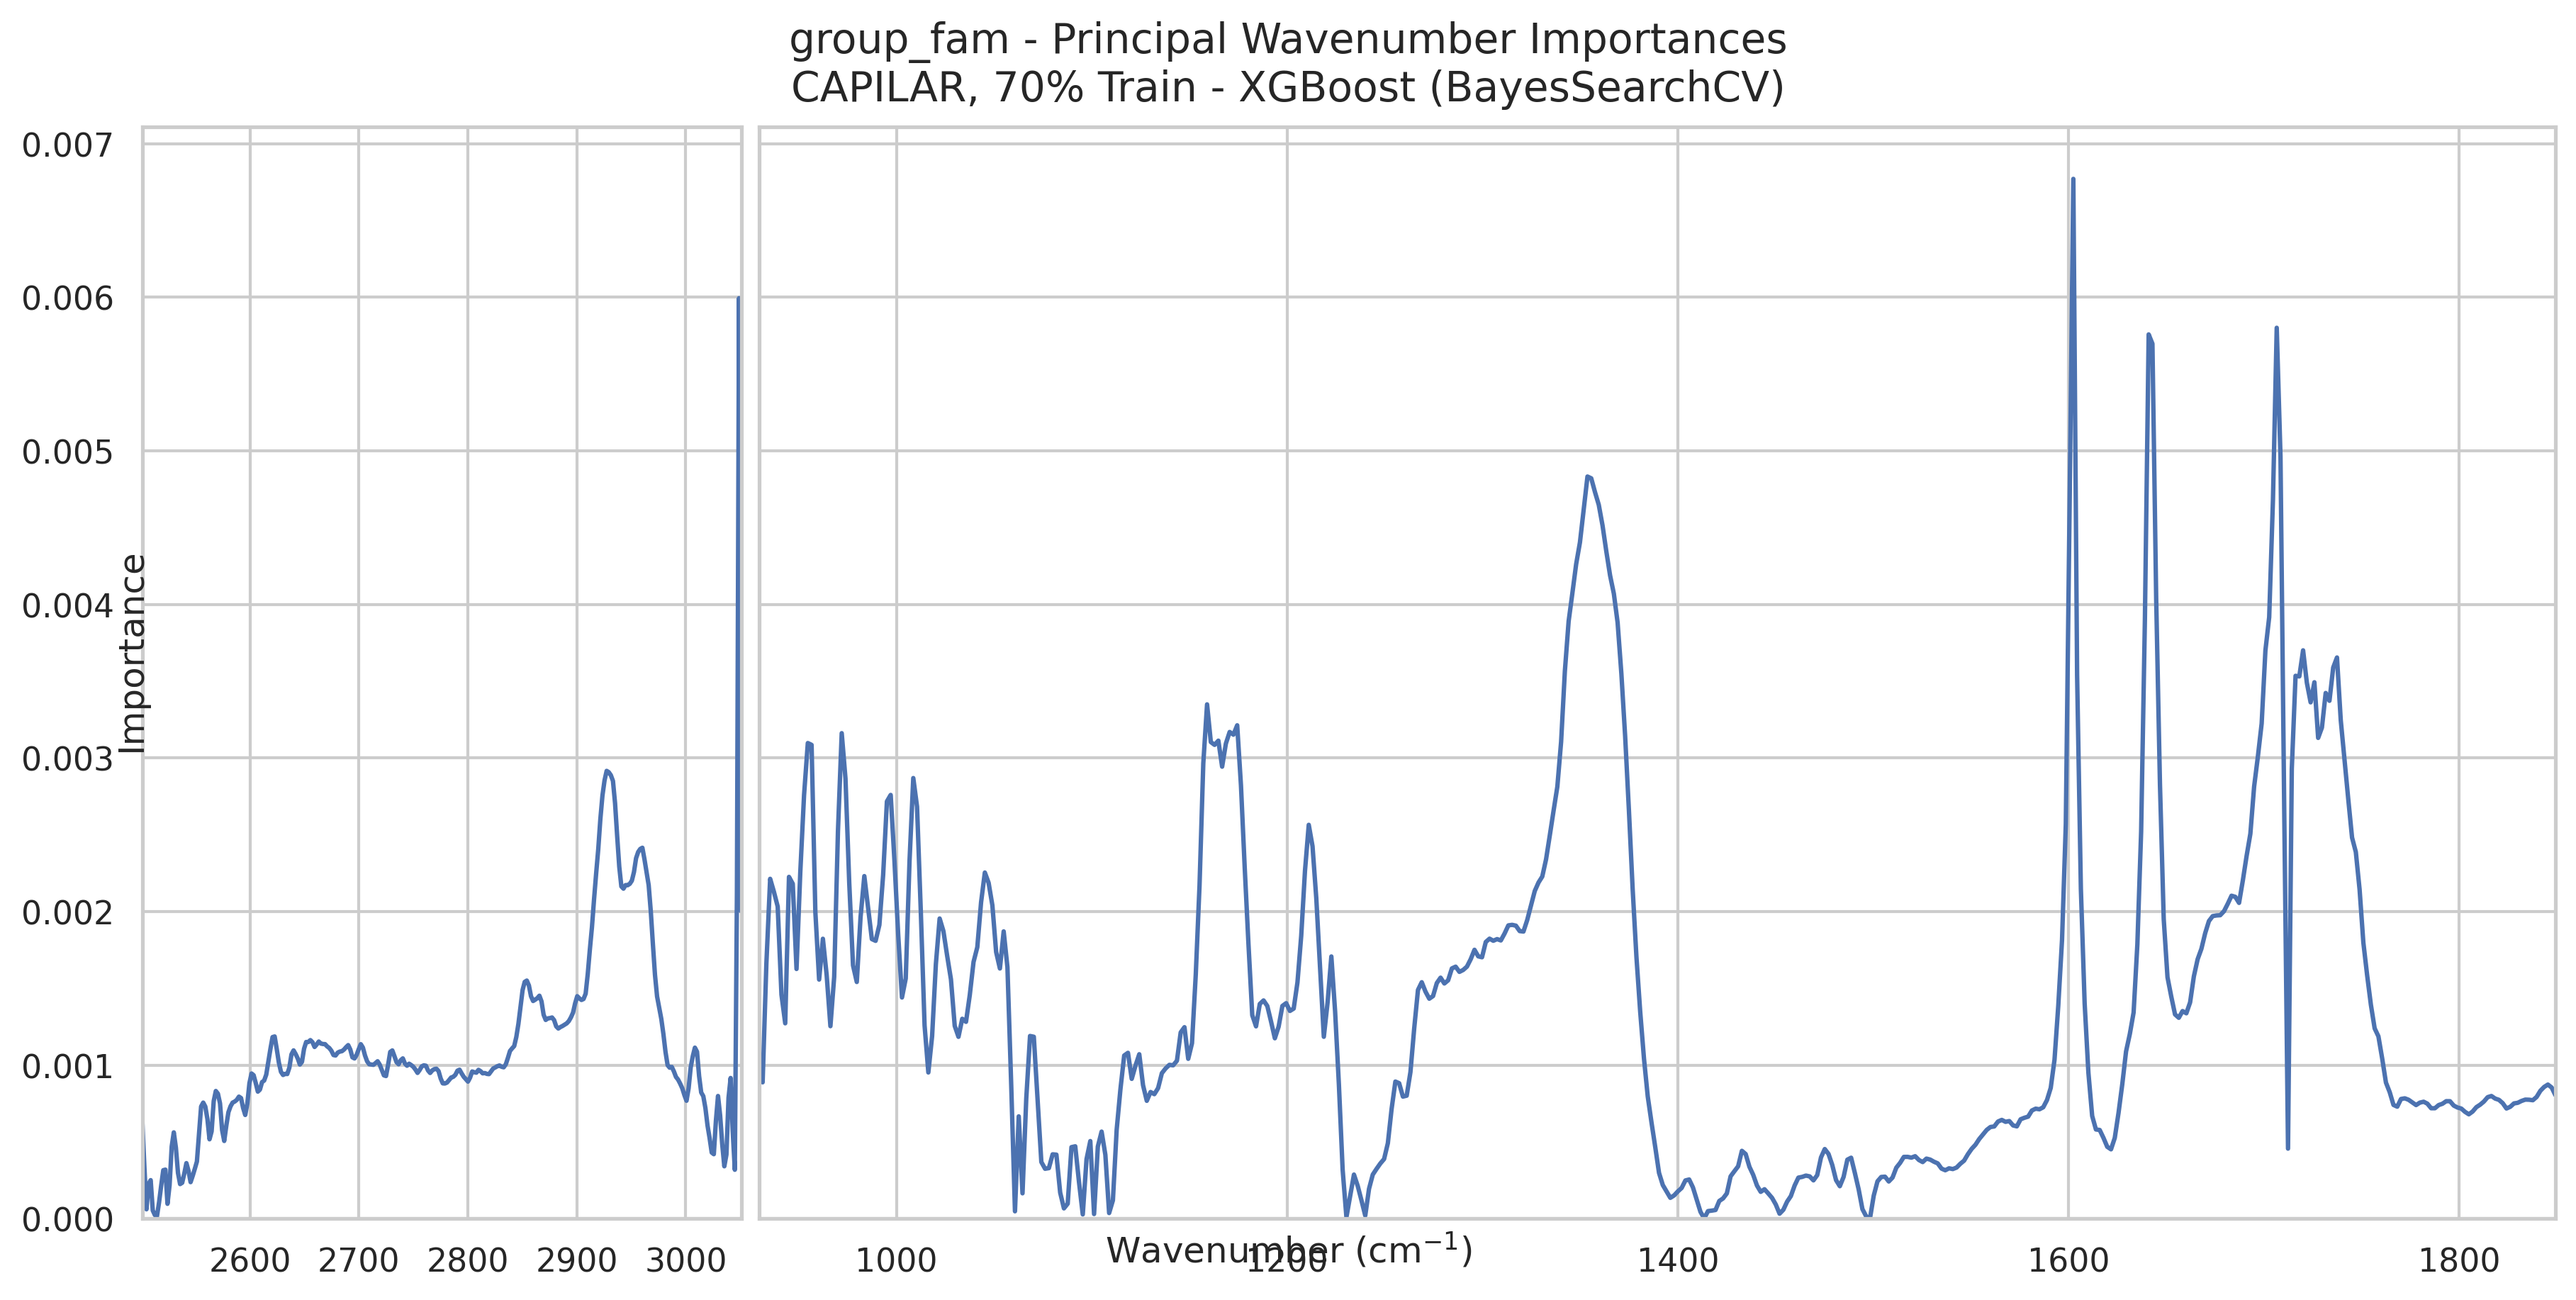 group_fam - Principal Wavenumber Importances
CAPILAR, 70% Train - XGBoost (BayesSearchCV)
0.007
0.006
0.005
0.004
0.003
0.002
0.001
0.000
Importance
2600 2700 2800 2900 3000 1000 1200 1400 1600 1800
Wavenumber (cm⁻¹)